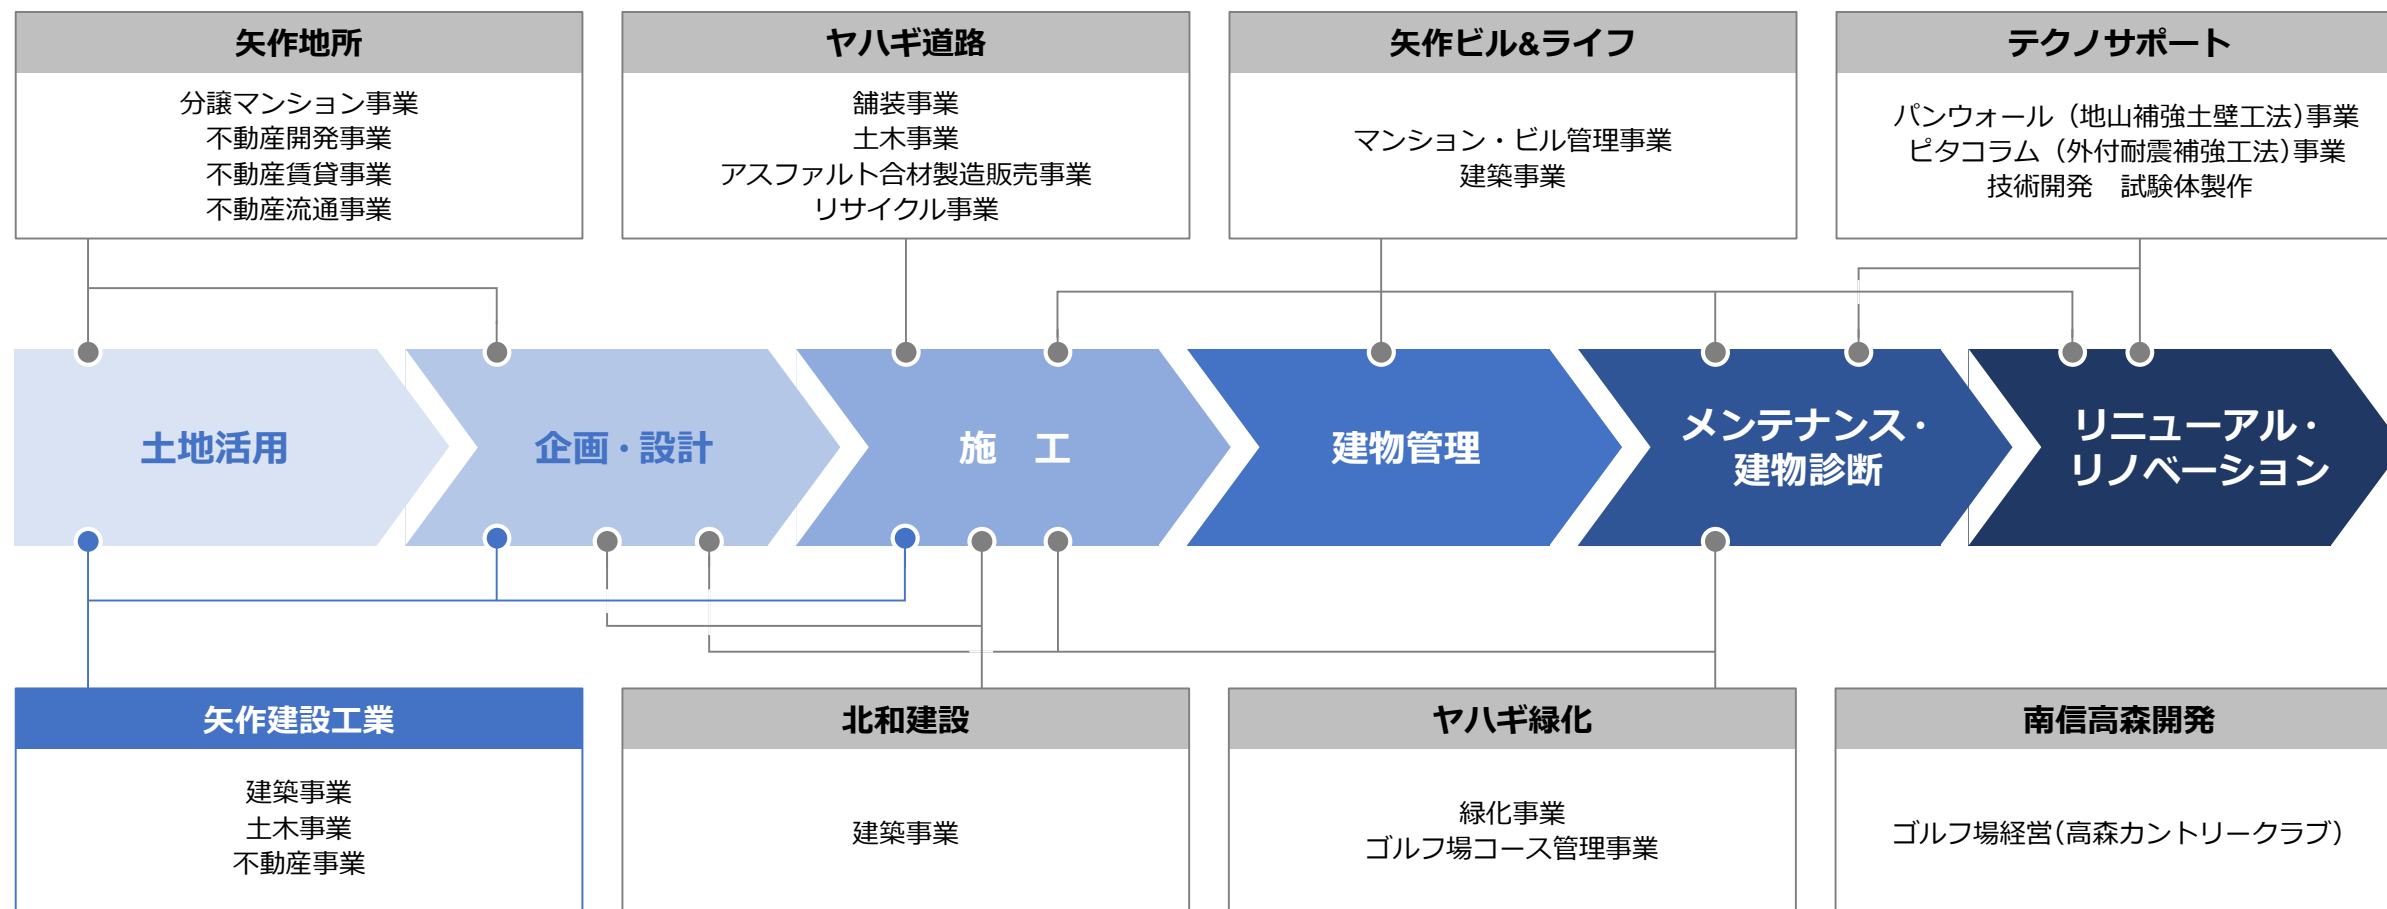 矢作地所
分譲マンション事業
不動産開発事業
不動産賃貸事業
不動産流通事業
ヤハギ道路
舗装事業
土木事業
アスファルト合材製造販売事業
リサイクル事業
矢作ビル&ライフ
マンション・ビル管理事業
建築事業
テクノサポート
パンウォール（地山補強土壁工法）事業
ピタコラム（外付耐震補強工法）事業
技術開発　試験体製作
土地活用
企画・設計
施　工
建物管理
メンテナンス・
建物診断
リニューアル・
リノベーション
矢作建設工業
建築事業
土木事業
不動産事業
北和建設
建築事業
ヤハギ緑化
緑化事業
ゴルフ場コース管理事業
南信高森開発
ゴルフ場経営（高森カントリークラブ）